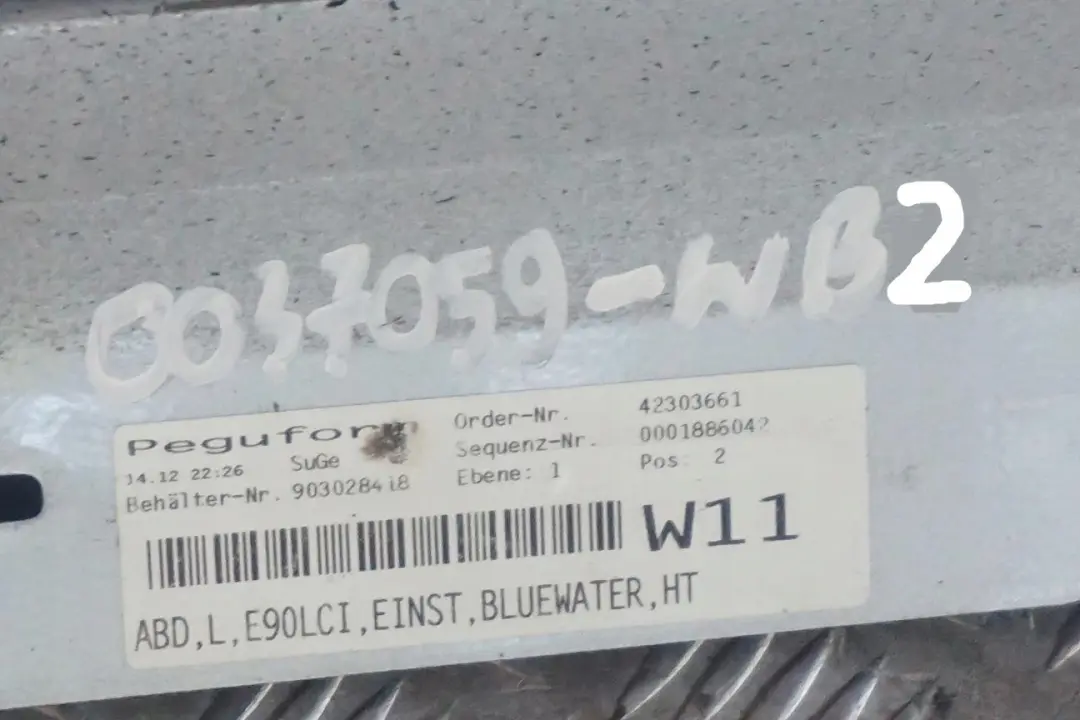 0037059-WB2
Peguform
Order-Nr. 42303661
14.12 22:26 SuGe
Sequenz-Nr. 0001886042
Behälter-Nr.
Ebene: 1 Pos 2
W11
ABD,L,E90LCI,EINST,BLUEWATER,HT